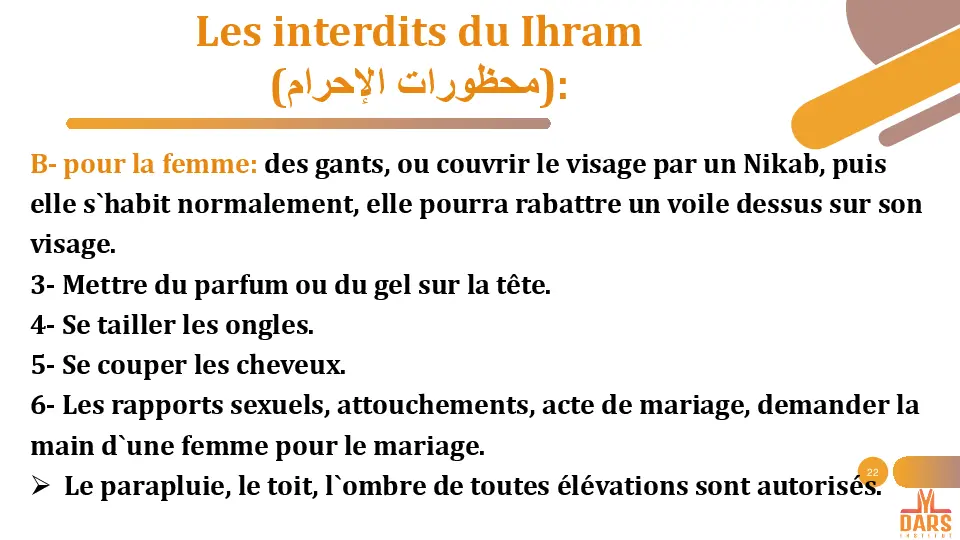 Les interdits du Ihram
(محظورات الإحرام):
B- pour la femme: des gants, ou couvrir le visage par un Nikab, puis
elle s`habit normalement, elle pourra rabattre un voile dessus sur son
visage.
3- Mettre du parfum ou du gel sur la tête.
4- Se tailler les ongles.
5- Se couper les cheveux.
6- Les rapports sexuels, attouchements, acte de mariage, demander la
main d`une femme pour le mariage.
➢ Le parapluie, le toit, l`ombre de toutes élévations sont autorisés.
22
DARS
INSTITUT